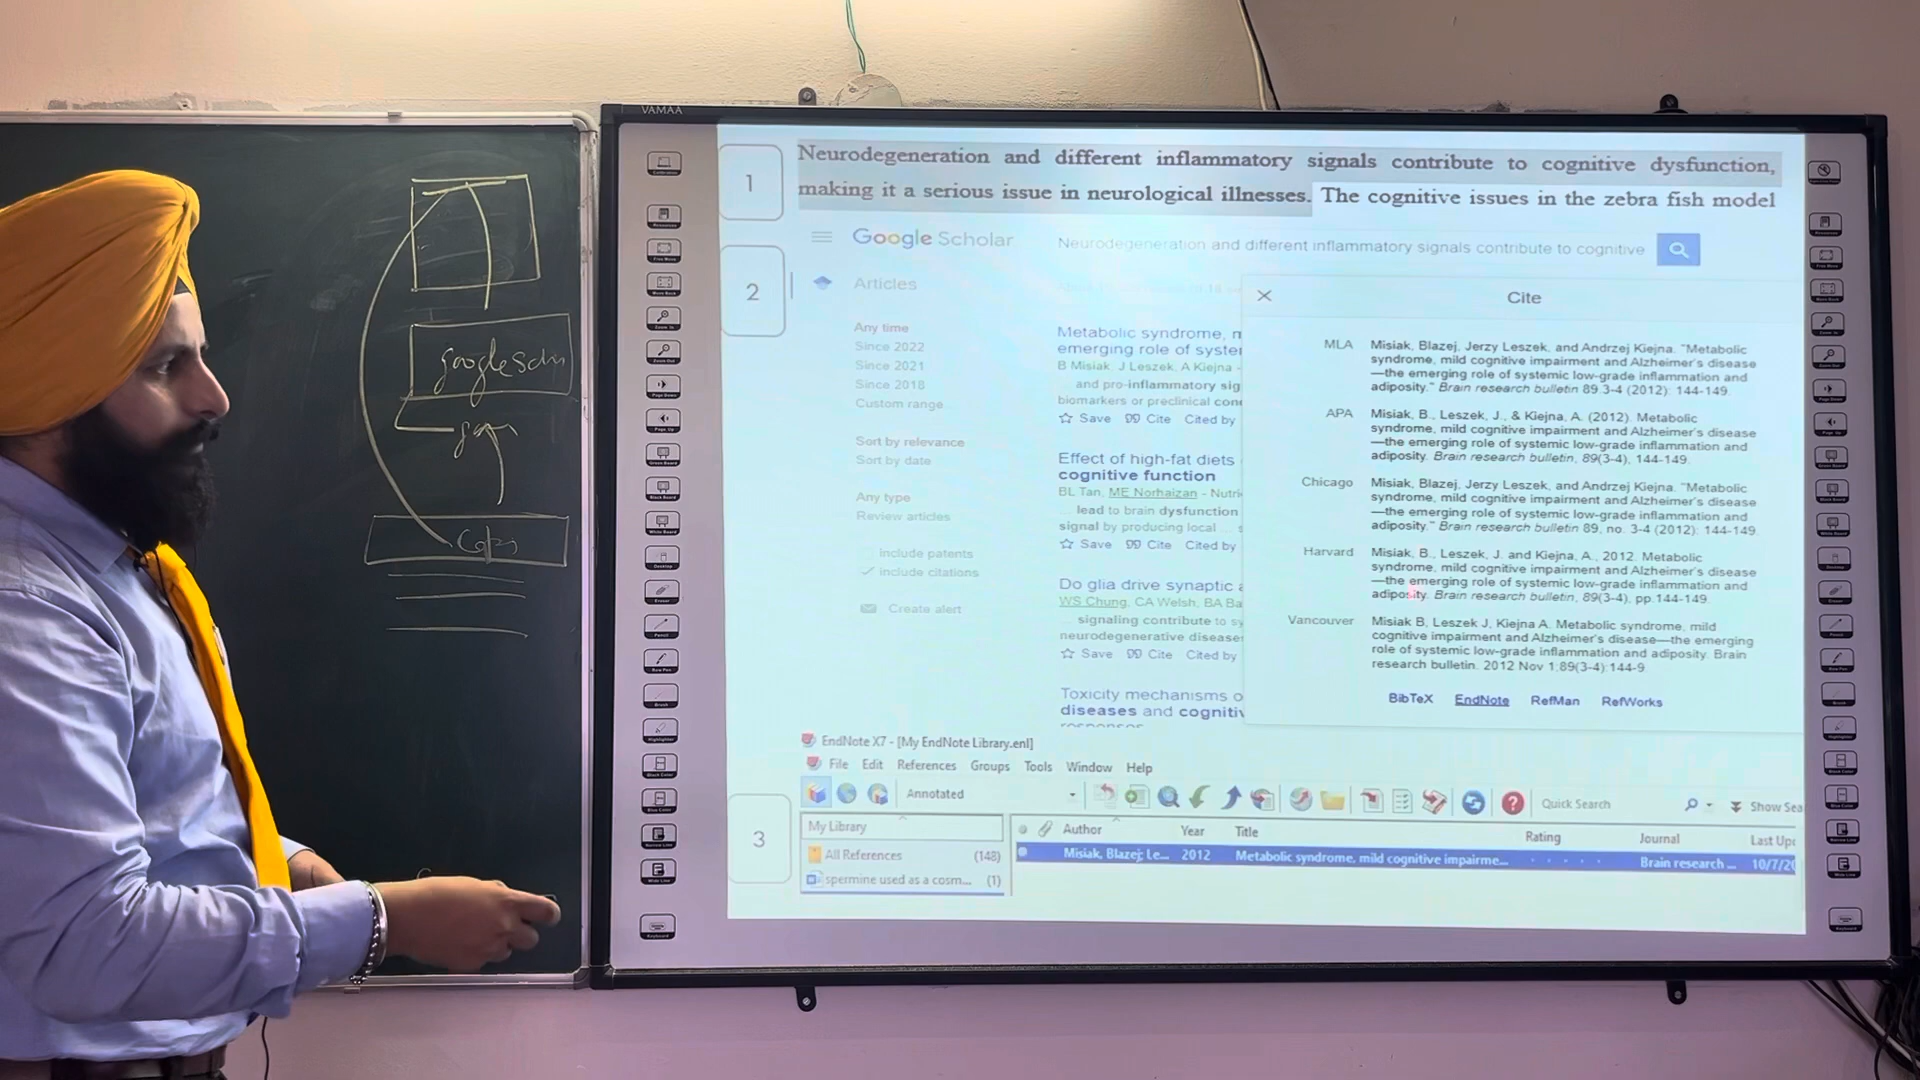 VAMAA
1
Neurodegeneration and different inflammatory signals contribute to cognitive dysfunction,
making it a serious issue in neurological illnesses. The cognitive issues in the zebra fish model
2
Google Scholar
Neurodegeneration and different inflammatory signals contribute to cognitive
Articles
Any time
Since 2022
Since 2021
Since 2018
Custom range
Sort by relevance
Sort by date
Any type
Review articles
include patents
include citations
Create alert
Metabolic syndrome, m
emerging role of syster
B Misiak, J Leszek, A Kiejna -
and pro-inflammatory sig
biomarkers or preclinical con
Save Cite Cited by
Effect of high-fat diets
cognitive function
BL Tan, ME Norhaizan - Nutri
lead to brain dysfunction
signal by producing local ...
Save Cite Cited by
Do glia drive synaptic a
WS Chung, CA Welsh, BA Ba
signaling contribute to sy
neurodegenerative disease
Save Cite Cited by
Toxicity mechanisms o
diseases and cognitiv
Cite
MLA
Misiak, Blazej, Jerzy Leszek, and Andrzej Kiejna. "Metabolic
syndrome, mild cognitive impairment and Alzheimer's disease
—the emerging role of systemic low-grade inflammation and
adiposity." Brain research bulletin 89.3-4 (2012): 144-149.
APA
Misiak, B., Leszek, J., & Kiejna, A. (2012). Metabolic
syndrome, mild cognitive impairment and Alzheimer's disease
—the emerging role of systemic low-grade inflammation and
adiposity. Brain research bulletin, 89(3-4), 144-149.
Chicago
Misiak, Blazej, Jerzy Leszek, and Andrzej Kiejna. "Metabolic
syndrome, mild cognitive impairment and Alzheimer's disease
—the emerging role of systemic low-grade inflammation and
adiposity." Brain research bulletin 89, no. 3-4 (2012): 144-149.
Harvard
Misiak, B., Leszek, J. and Kiejna, A., 2012. Metabolic
syndrome, mild cognitive impairment and Alzheimer's disease
—the emerging role of systemic low-grade inflammation and
adiposity. Brain research bulletin, 89(3-4), pp.144-149.
Vancouver
Misiak B, Leszek J, Kiejna A. Metabolic syndrome, mild
cognitive impairment and Alzheimer's disease—the emerging
role of systemic low-grade inflammation and adiposity. Brain
research bulletin. 2012 Nov 1;89(3-4):144-9.
BibTeX EndNote RefMan RefWorks
3
EndNote X7 - [My EndNote Library.enl]
File Edit References Groups Tools Window Help
Annotated
Quick Search
Show Sea
My Library
All References (148)
spermine used as a cosm... (1)
Author Year Title Rating Journal Last Up
Misiak, Blazej; Le... 2012 Metabolic syndrome, mild cognitive impairme... Brain research ... 10/7/20